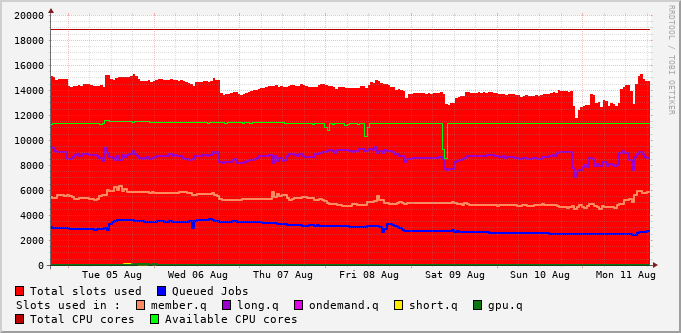 RRDTOOL / TOBI OETIKER
20000
18000
16000
14000
12000
10000
8000
6000
4000
2000
0
Tue 05 Aug Wed 06 Aug Thu 07 Aug Fri 08 Aug Sat 09 Aug Sun 10 Aug Mon 11 Aug
Total slots used Queued Jobs
Slots used in : member.q long.q ondemand.q short.q gpu.q
Total CPU cores Available CPU cores